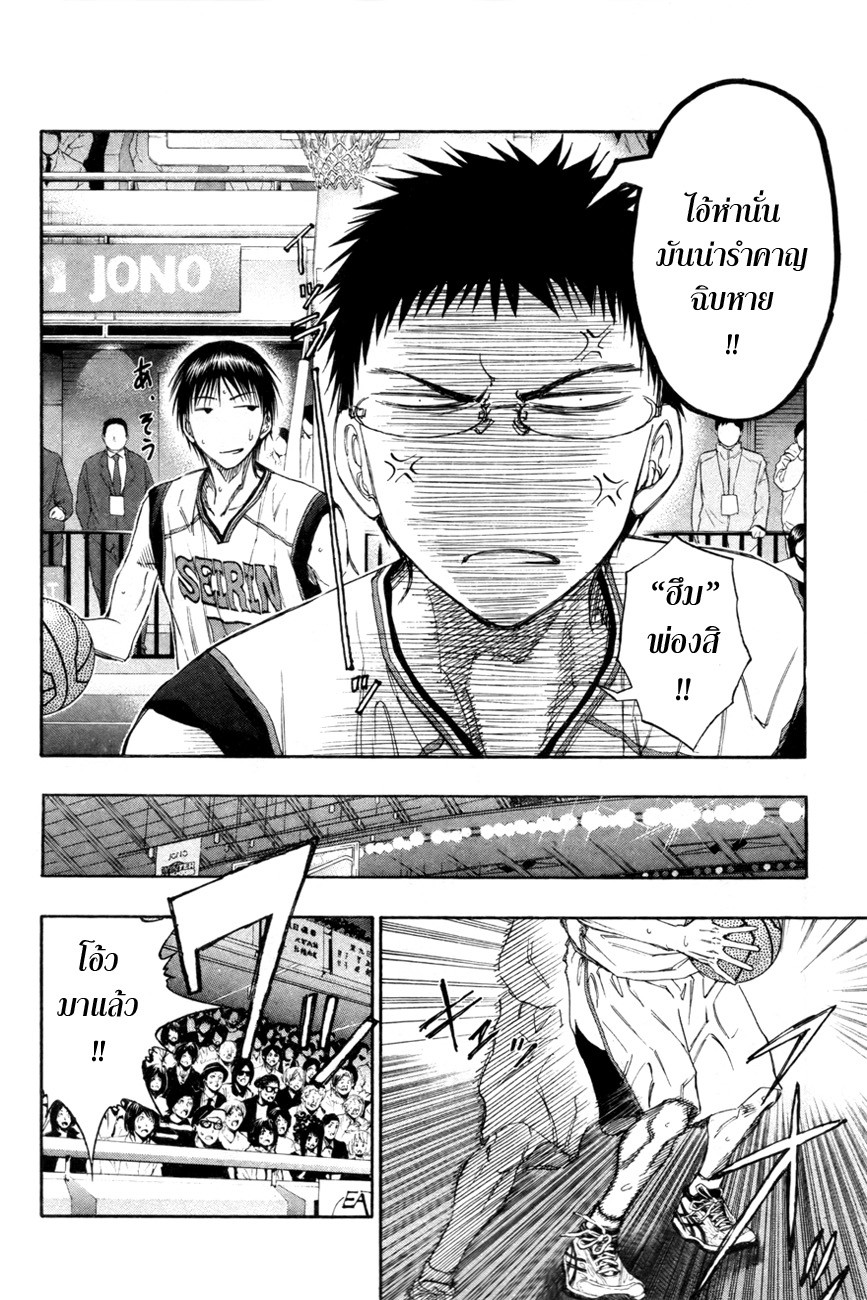 ไอ้ห่านั่น
มันน่ารำคาญ
ฉิบหาย
!!
JONO
あ、そう
SEIRIN
“ฮึม”
พ่องสิ
!!
JONO
โอ้ว
มาแล้ว
!!
EA